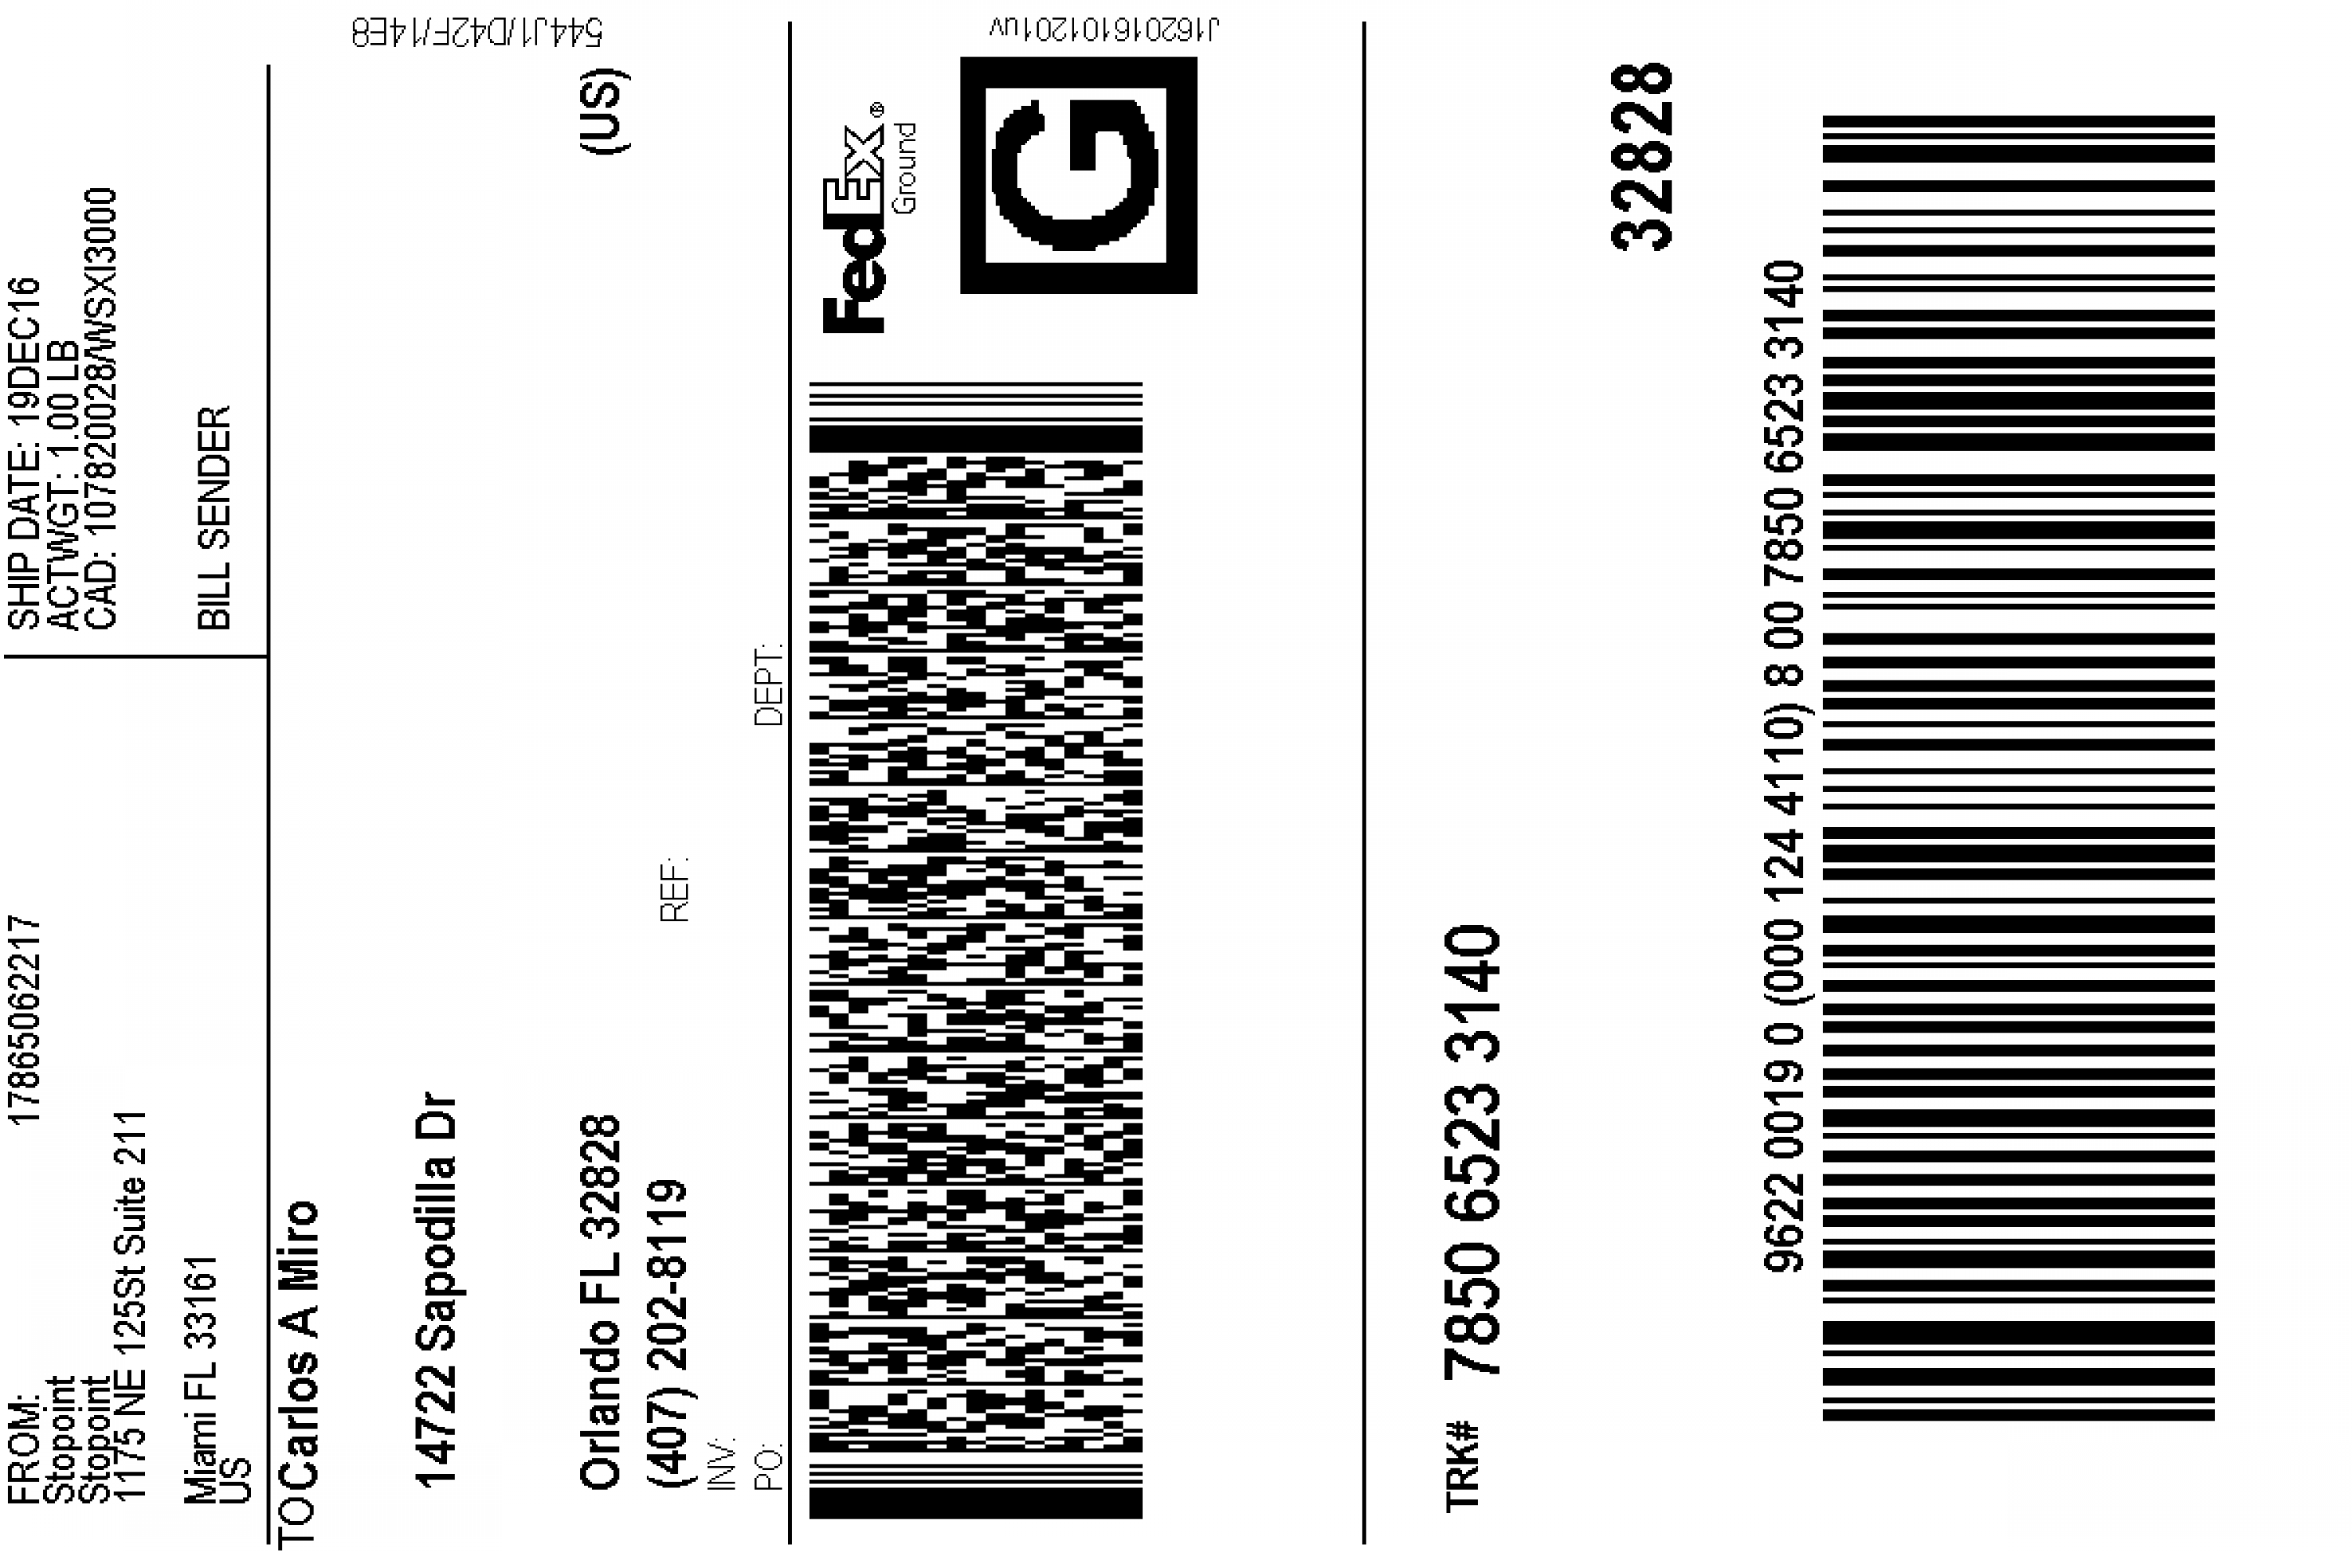 FROM: 17865062217
Stopoint
Stopoint
1175 NE 125St Suite 211
Miami FL 33161
US
SHIP DATE: 19DEC16
ACTWGT: 1.00 LB
CAD: 107820028/WSXI3000
BILL SENDER
TOCarlos A Miro
14722 Sapodilla Dr
Orlando FL 32828 (US)
(407) 202-8119
REF:
INV:
PO: DEPT:
544J1/D42F/14E8
FedEx®
Ground
G
J162016101201uv
TRK# 7850 6523 3140
32828
9622 0019 0 (000 124 4110) 8 00 7850 6523 3140